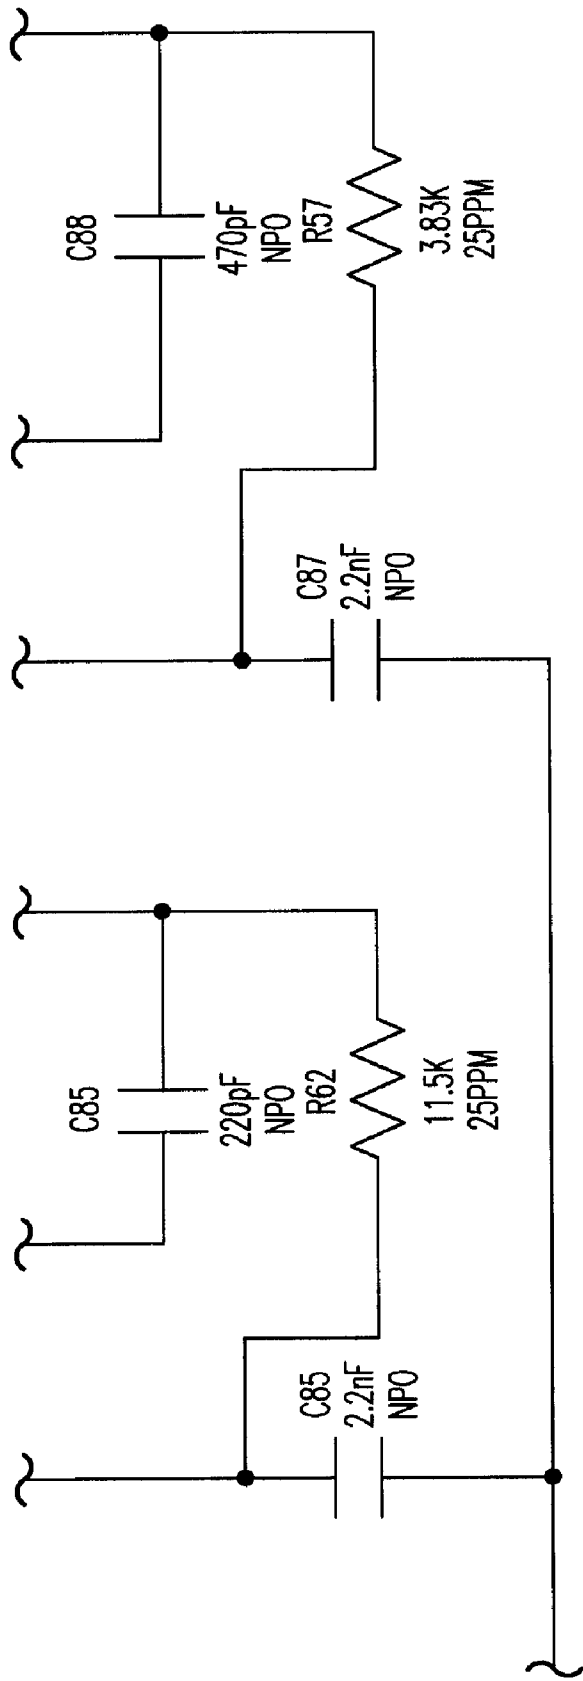 C88
470pF
NPO
R57
3.83K
25PPM
C87
2.2nF
NPO
C85
220pF
NPO
R62
11.5K
25PPM
C85
2.2nF
NPO